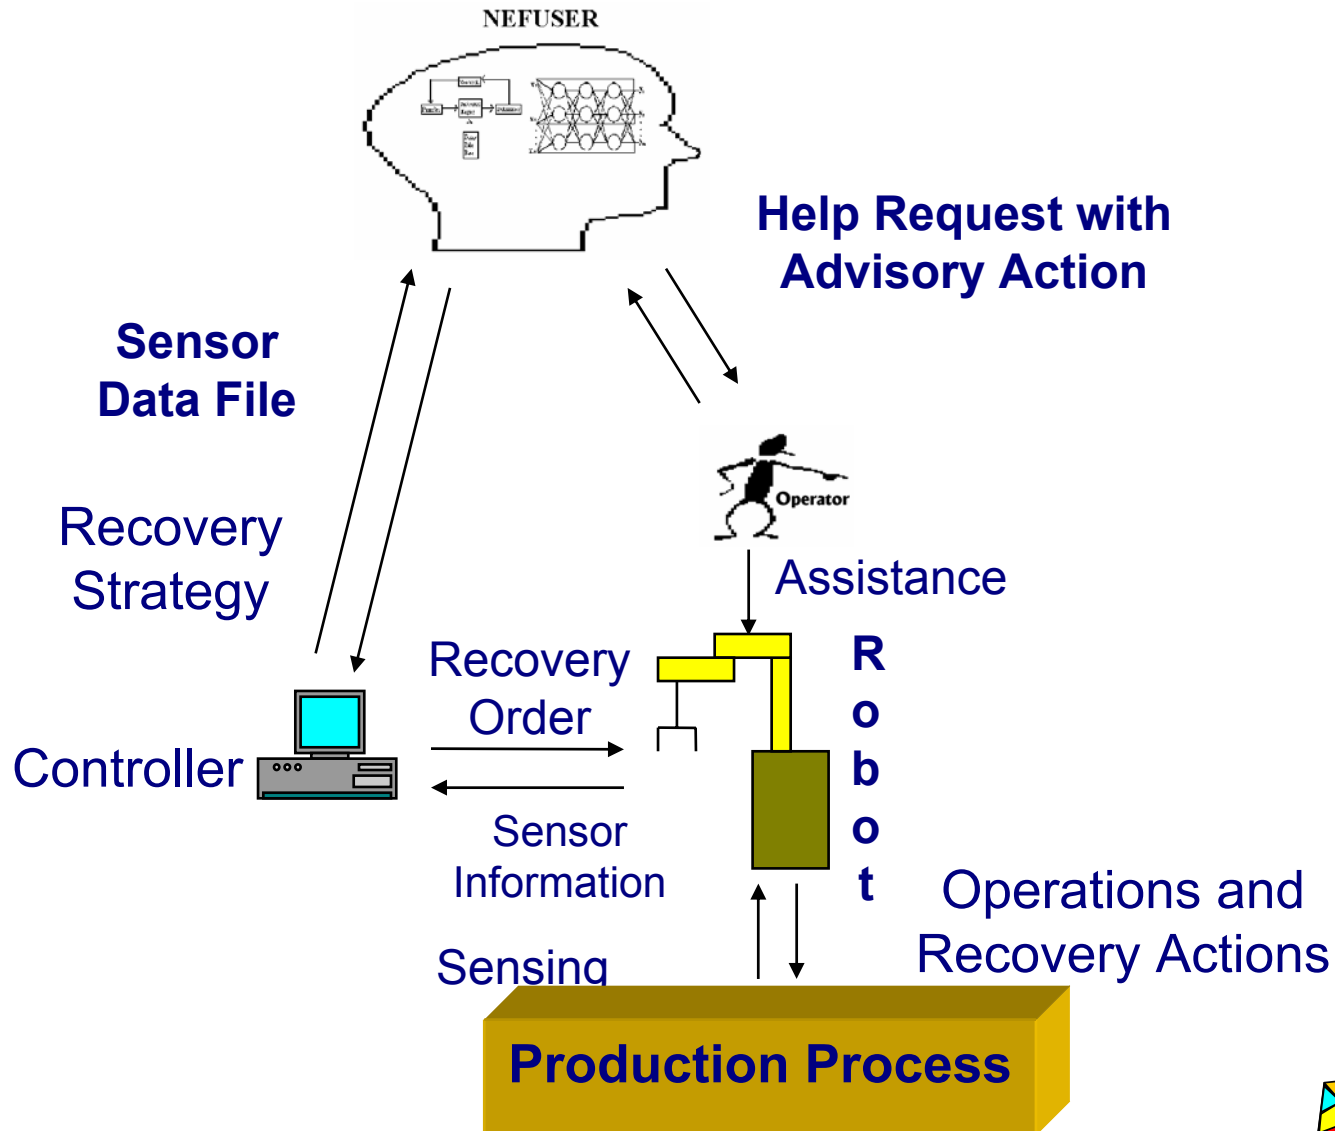 NEFUSER
Help Request with
Advisory Action
Sensor
Data File
Recovery
Strategy
Operator
Assistance
Robot
Recovery
Order
Controller
Sensor
Information
Operations and
Recovery Actions
Sensing
Production Process